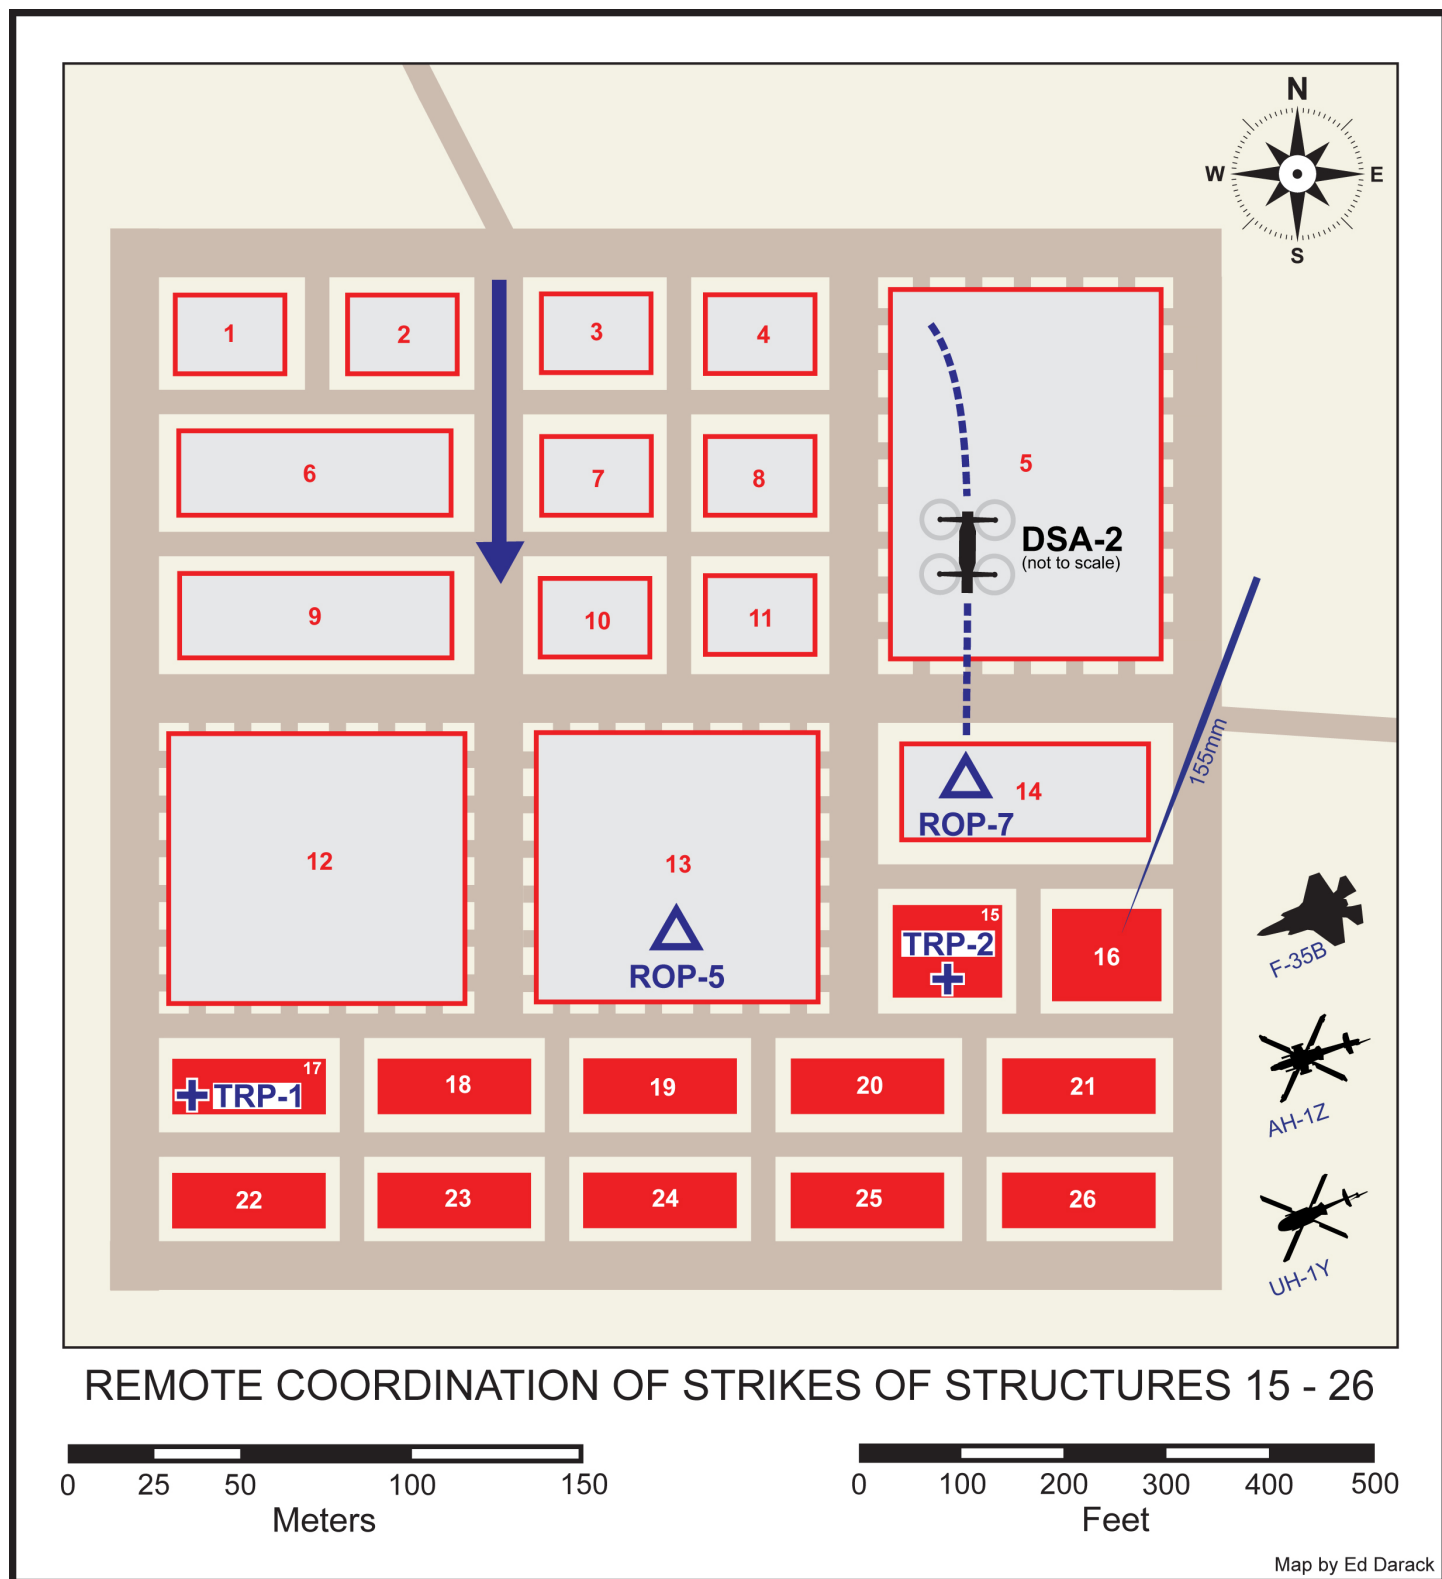 N
W E
S
1
2
3
4
5
6
7
8
DSA-2
(not to scale)
9
10
11
155mm
14
ROP-7
12
13
ROP-5
15
TRP-2
16
F-35B
17
TRP-1
18
19
20
21
AH-1Z
22
23
24
25
26
UH-1Y
REMOTE COORDINATION OF STRIKES OF STRUCTURES 15 - 26
0 25 50 100 150
Meters
0 100 200 300 400 500
Feet
Map by Ed Darack